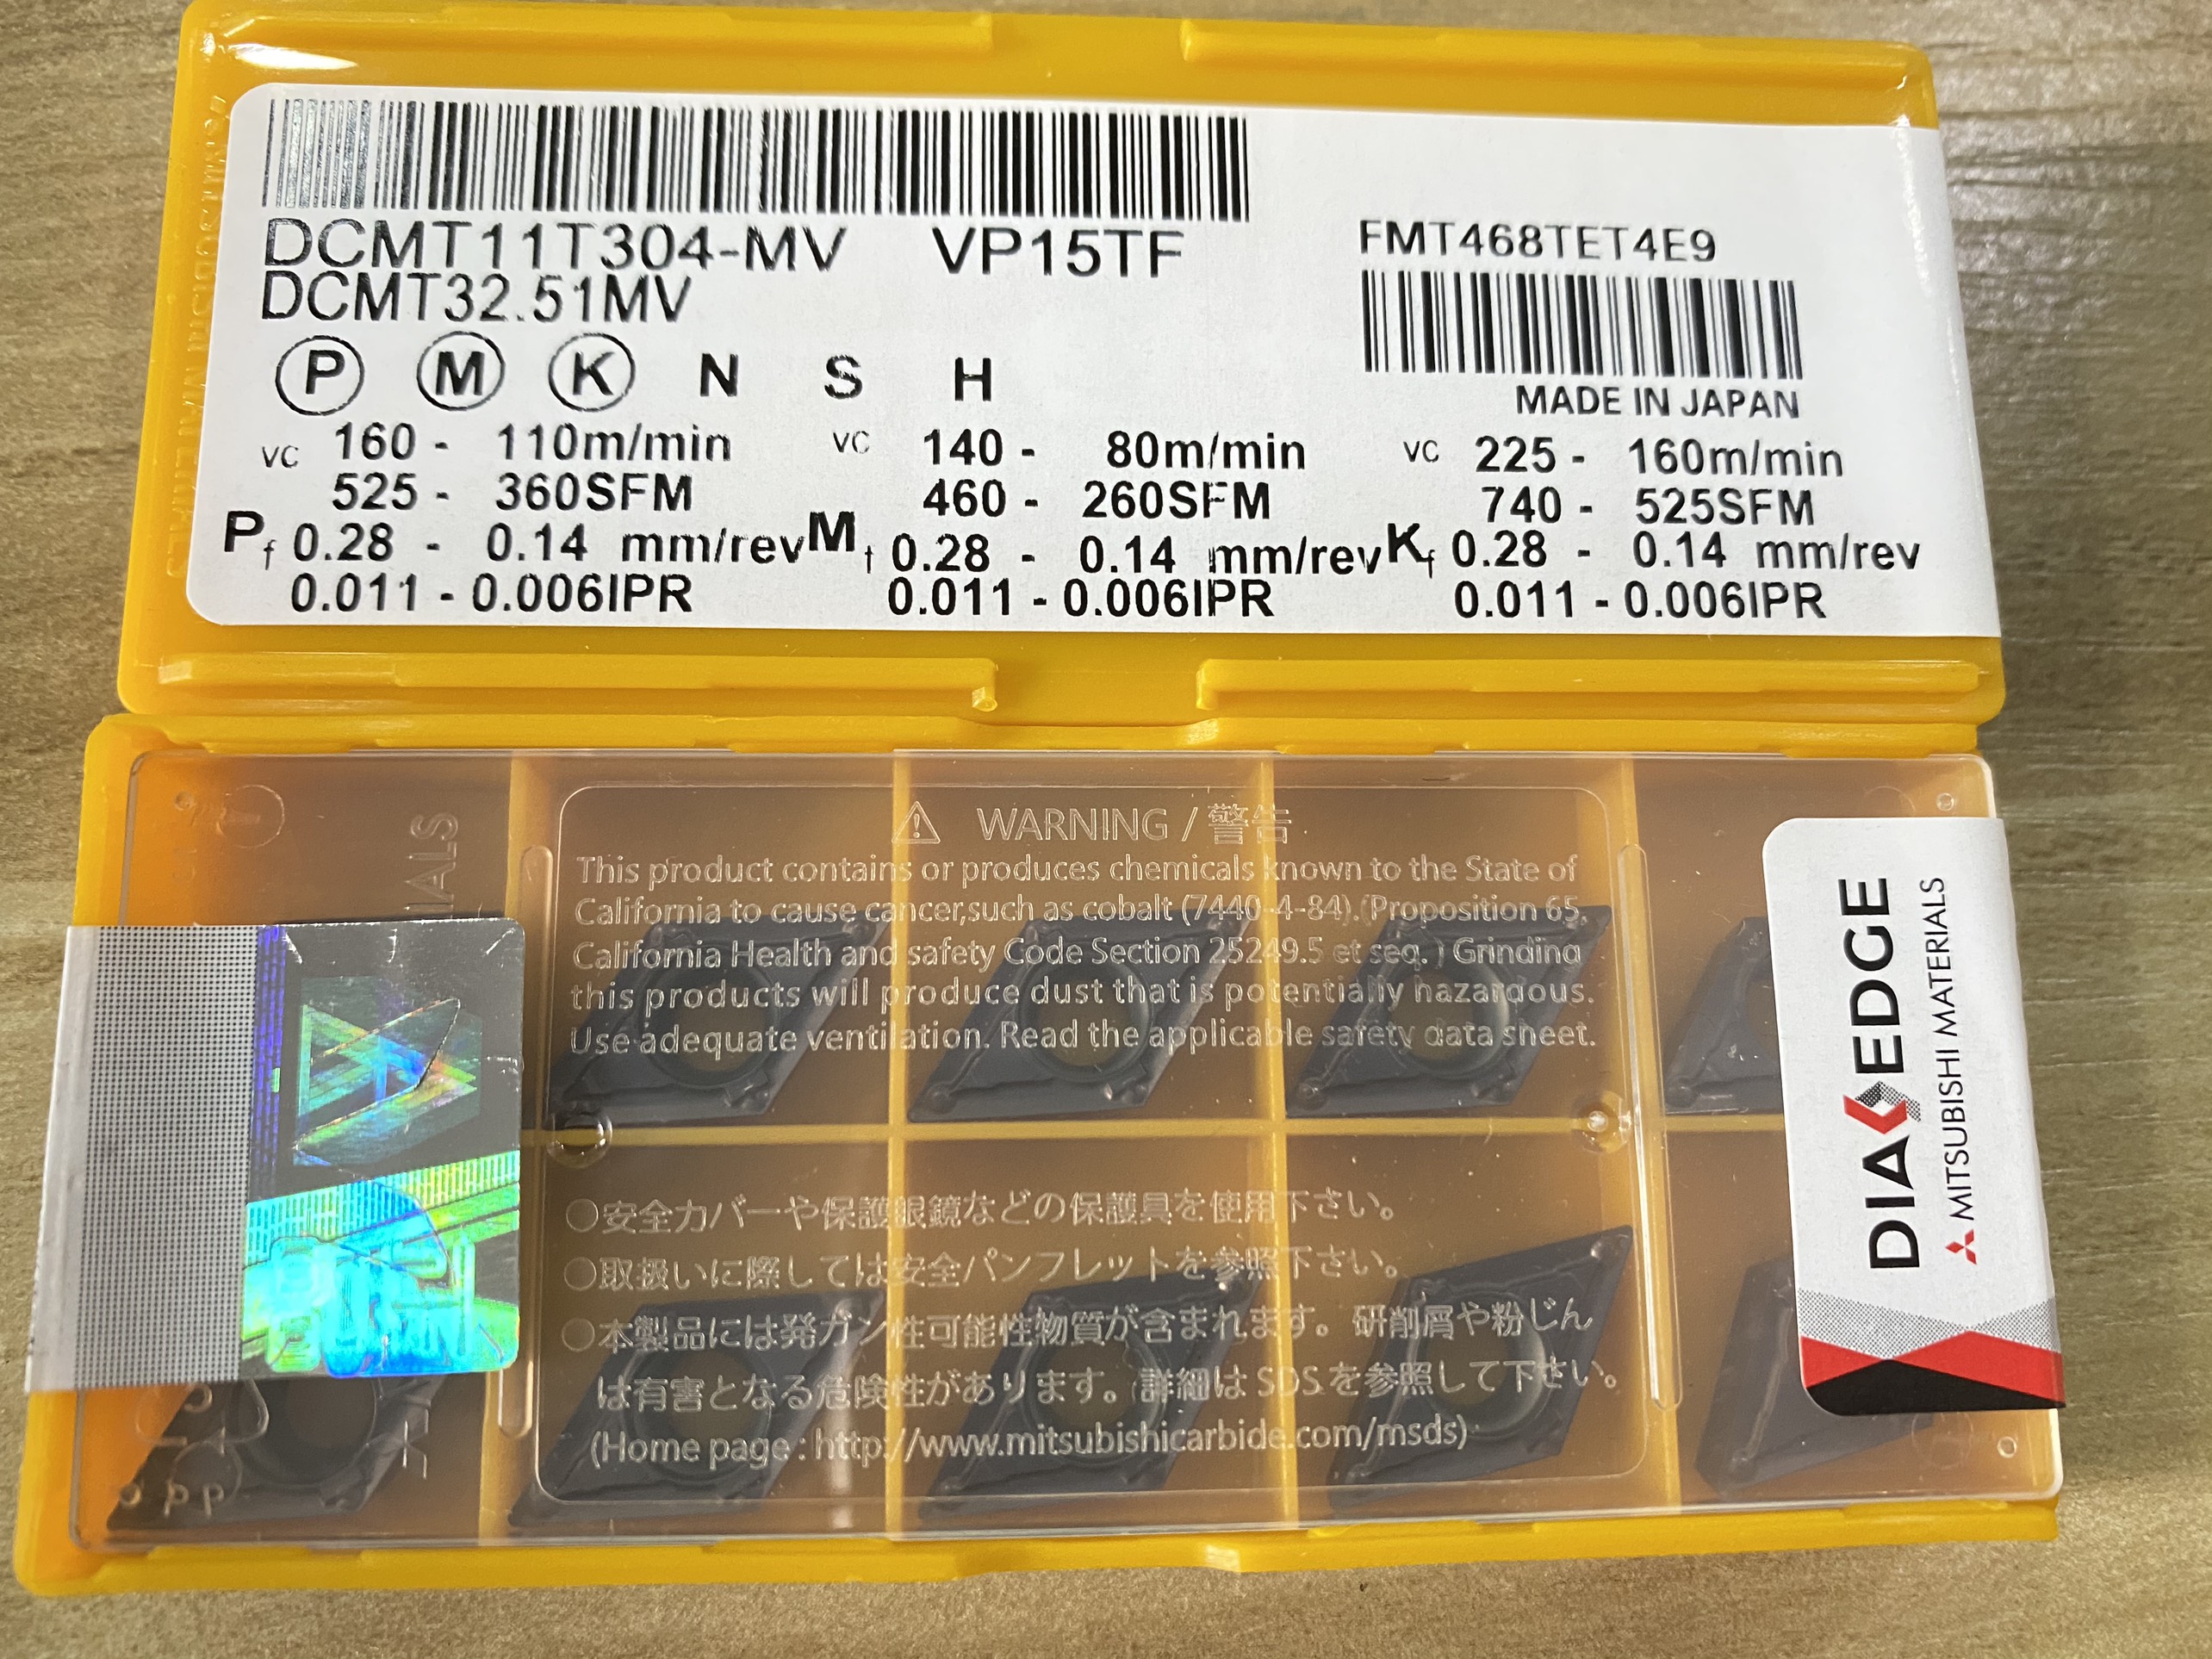 DCMT11T304-MV VP15TF
DCMT32.51MV
FMT468TET4E9
MADE IN JAPAN
P M K N S H
VC 160 - 110m/min
525 - 360SFM
P f 0.28 - 0.14 mm/rev
0.011 - 0.006IPR
VC 140 - 80m/min
460 - 260SFM
M f 0.28 - 0.14 mm/rev
0.011 - 0.006IPR
VC 225 - 160m/min
740 - 525SFM
K f 0.28 - 0.14 mm/rev
0.011 - 0.006IPR
WARNING / 警告
This product contains or produces chemicals known to the State of
California to cause cancer,such as cobalt (7440-4-84).(Proposition 65,
California Health and safety Code Section 25249.5 et seq. ) Grinding
this products will produce dust that is potentially hazardous.
Use adequate ventilation. Read the applicable safety data sheet.
○安全カバーや保護眼鏡などの保護具を使用下さい。
○取扱いに際しては安全パンフレットを参照下さい。
○本製品には発ガン性可能性物質が含まれます。研削屑や粉じん
は有害となる危険性があります。詳細は SDS を参照して下さい。
(Home page : http://www.mitsubishicarbide.com/msds)
DIAEDGE
MITSUBISHI MATERIALS